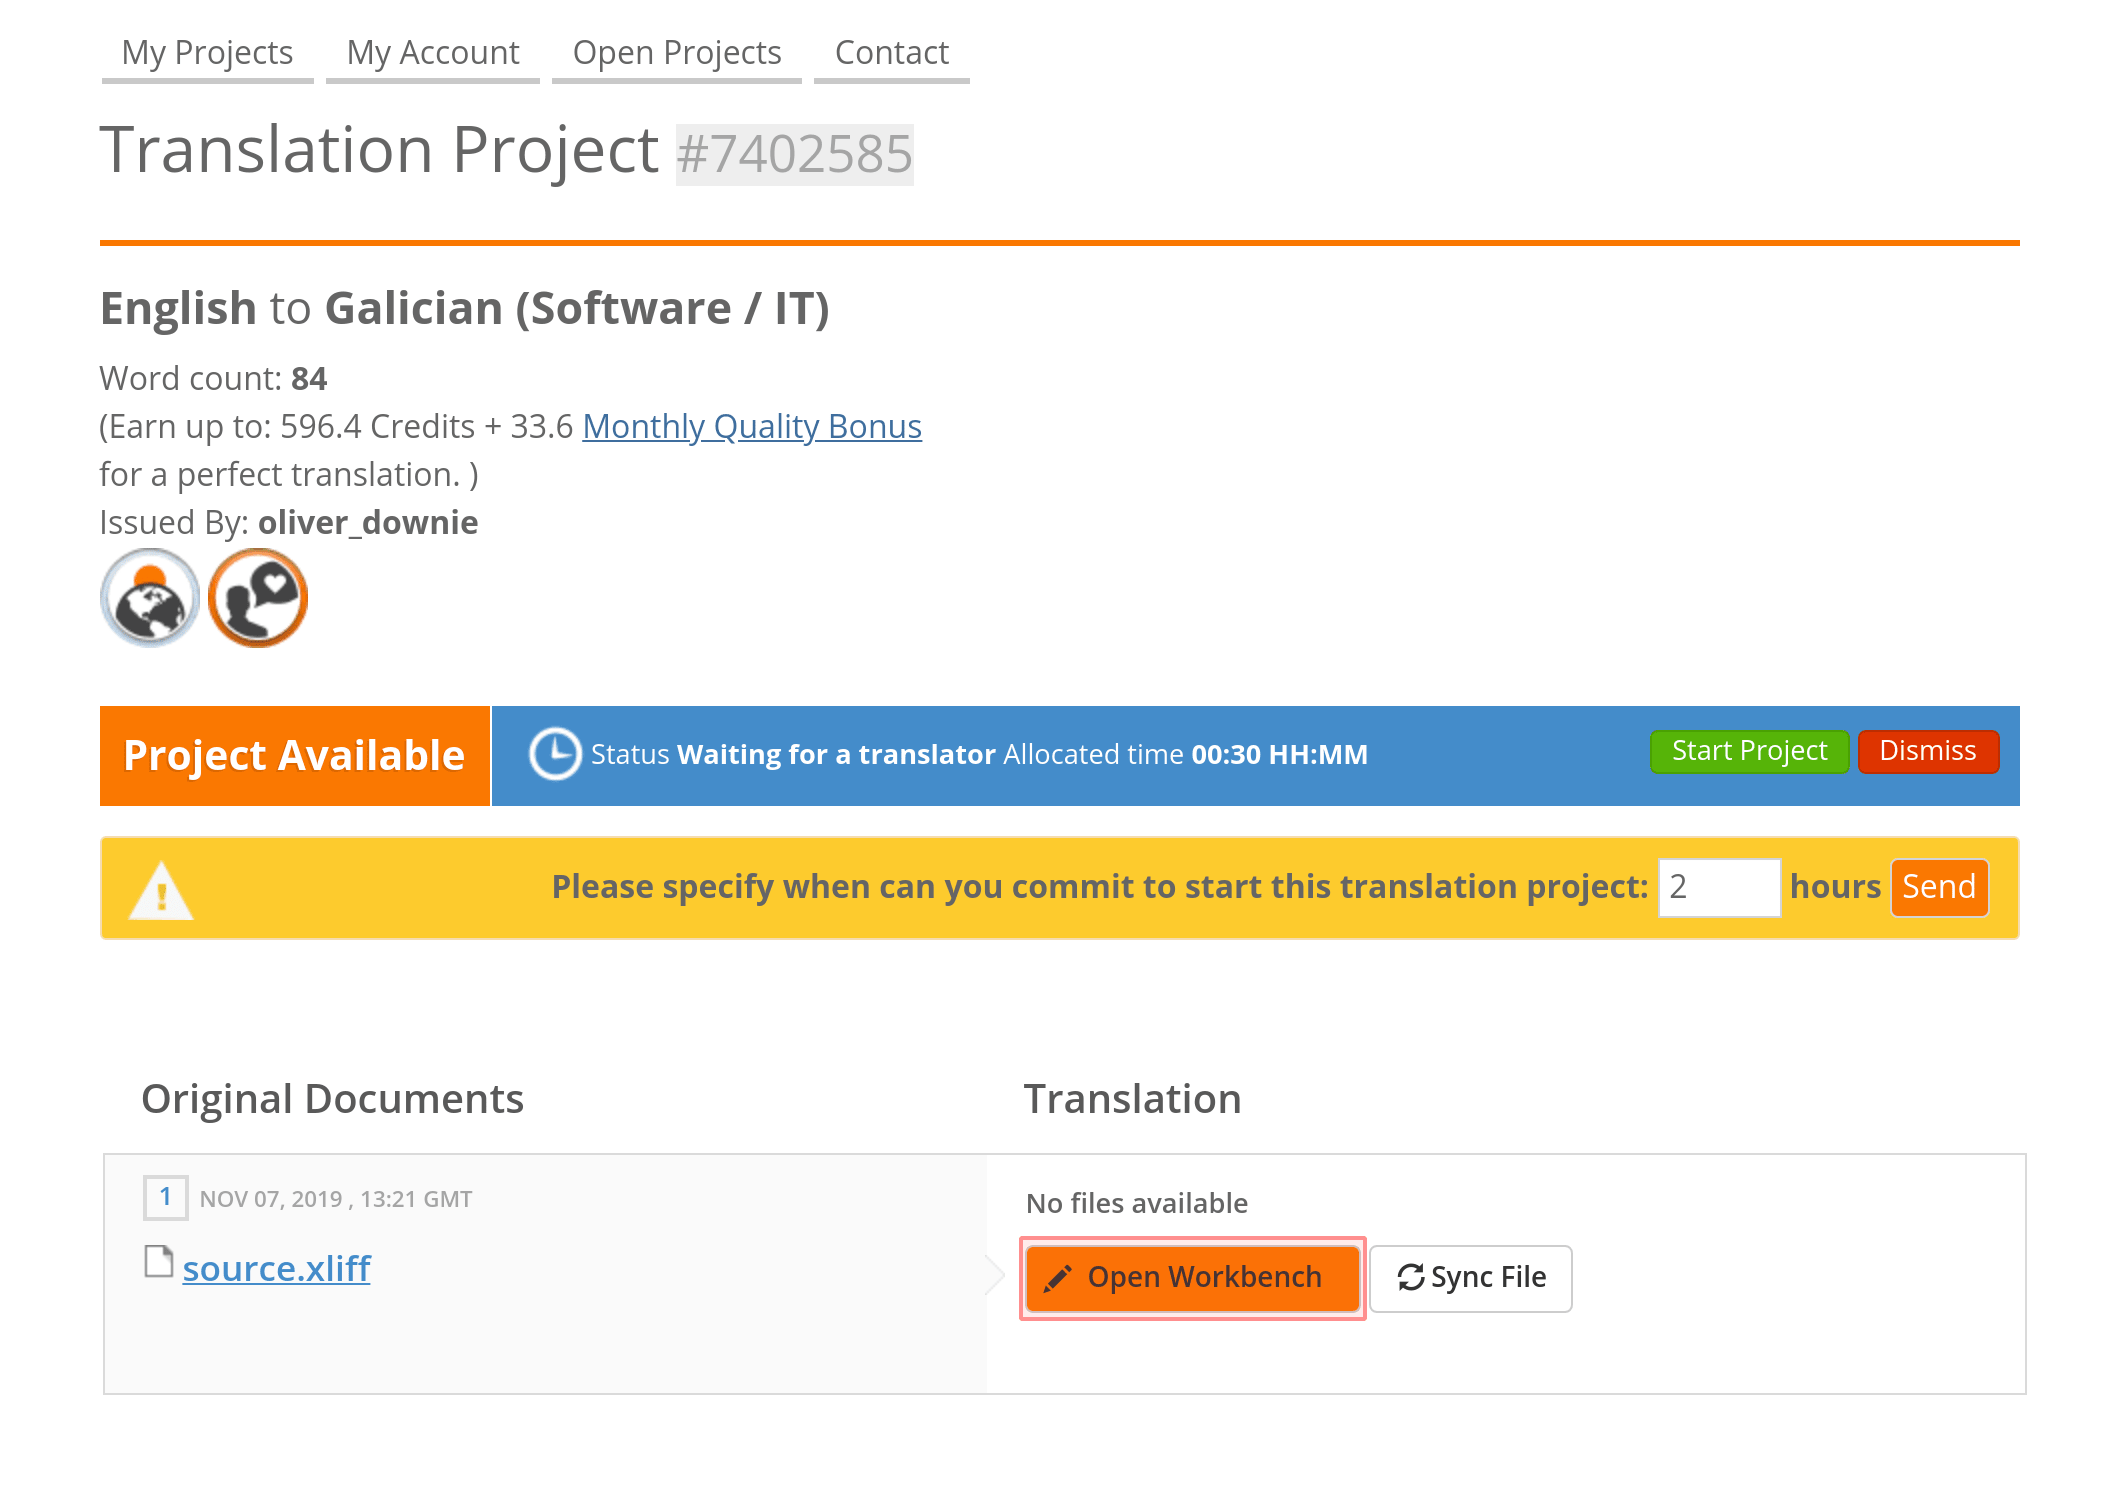 My Projects My Account Open Projects Contact
Translation Project #7402585
English to Galician (Software / IT)
Word count: 84
(Earn up to: 596.4 Credits + 33.6 Monthly Quality Bonus
for a perfect translation. )
Issued By: oliver_downie
Project Available Status Waiting for a translator Allocated time 00:30 HH:MM Start Project Dismiss
Please specify when can you commit to start this translation project: 2 hours Send
Original Documents Translation
1 NOV 07, 2019 , 13:21 GMT
No files available
source.xliff
Open Workbench Sync File